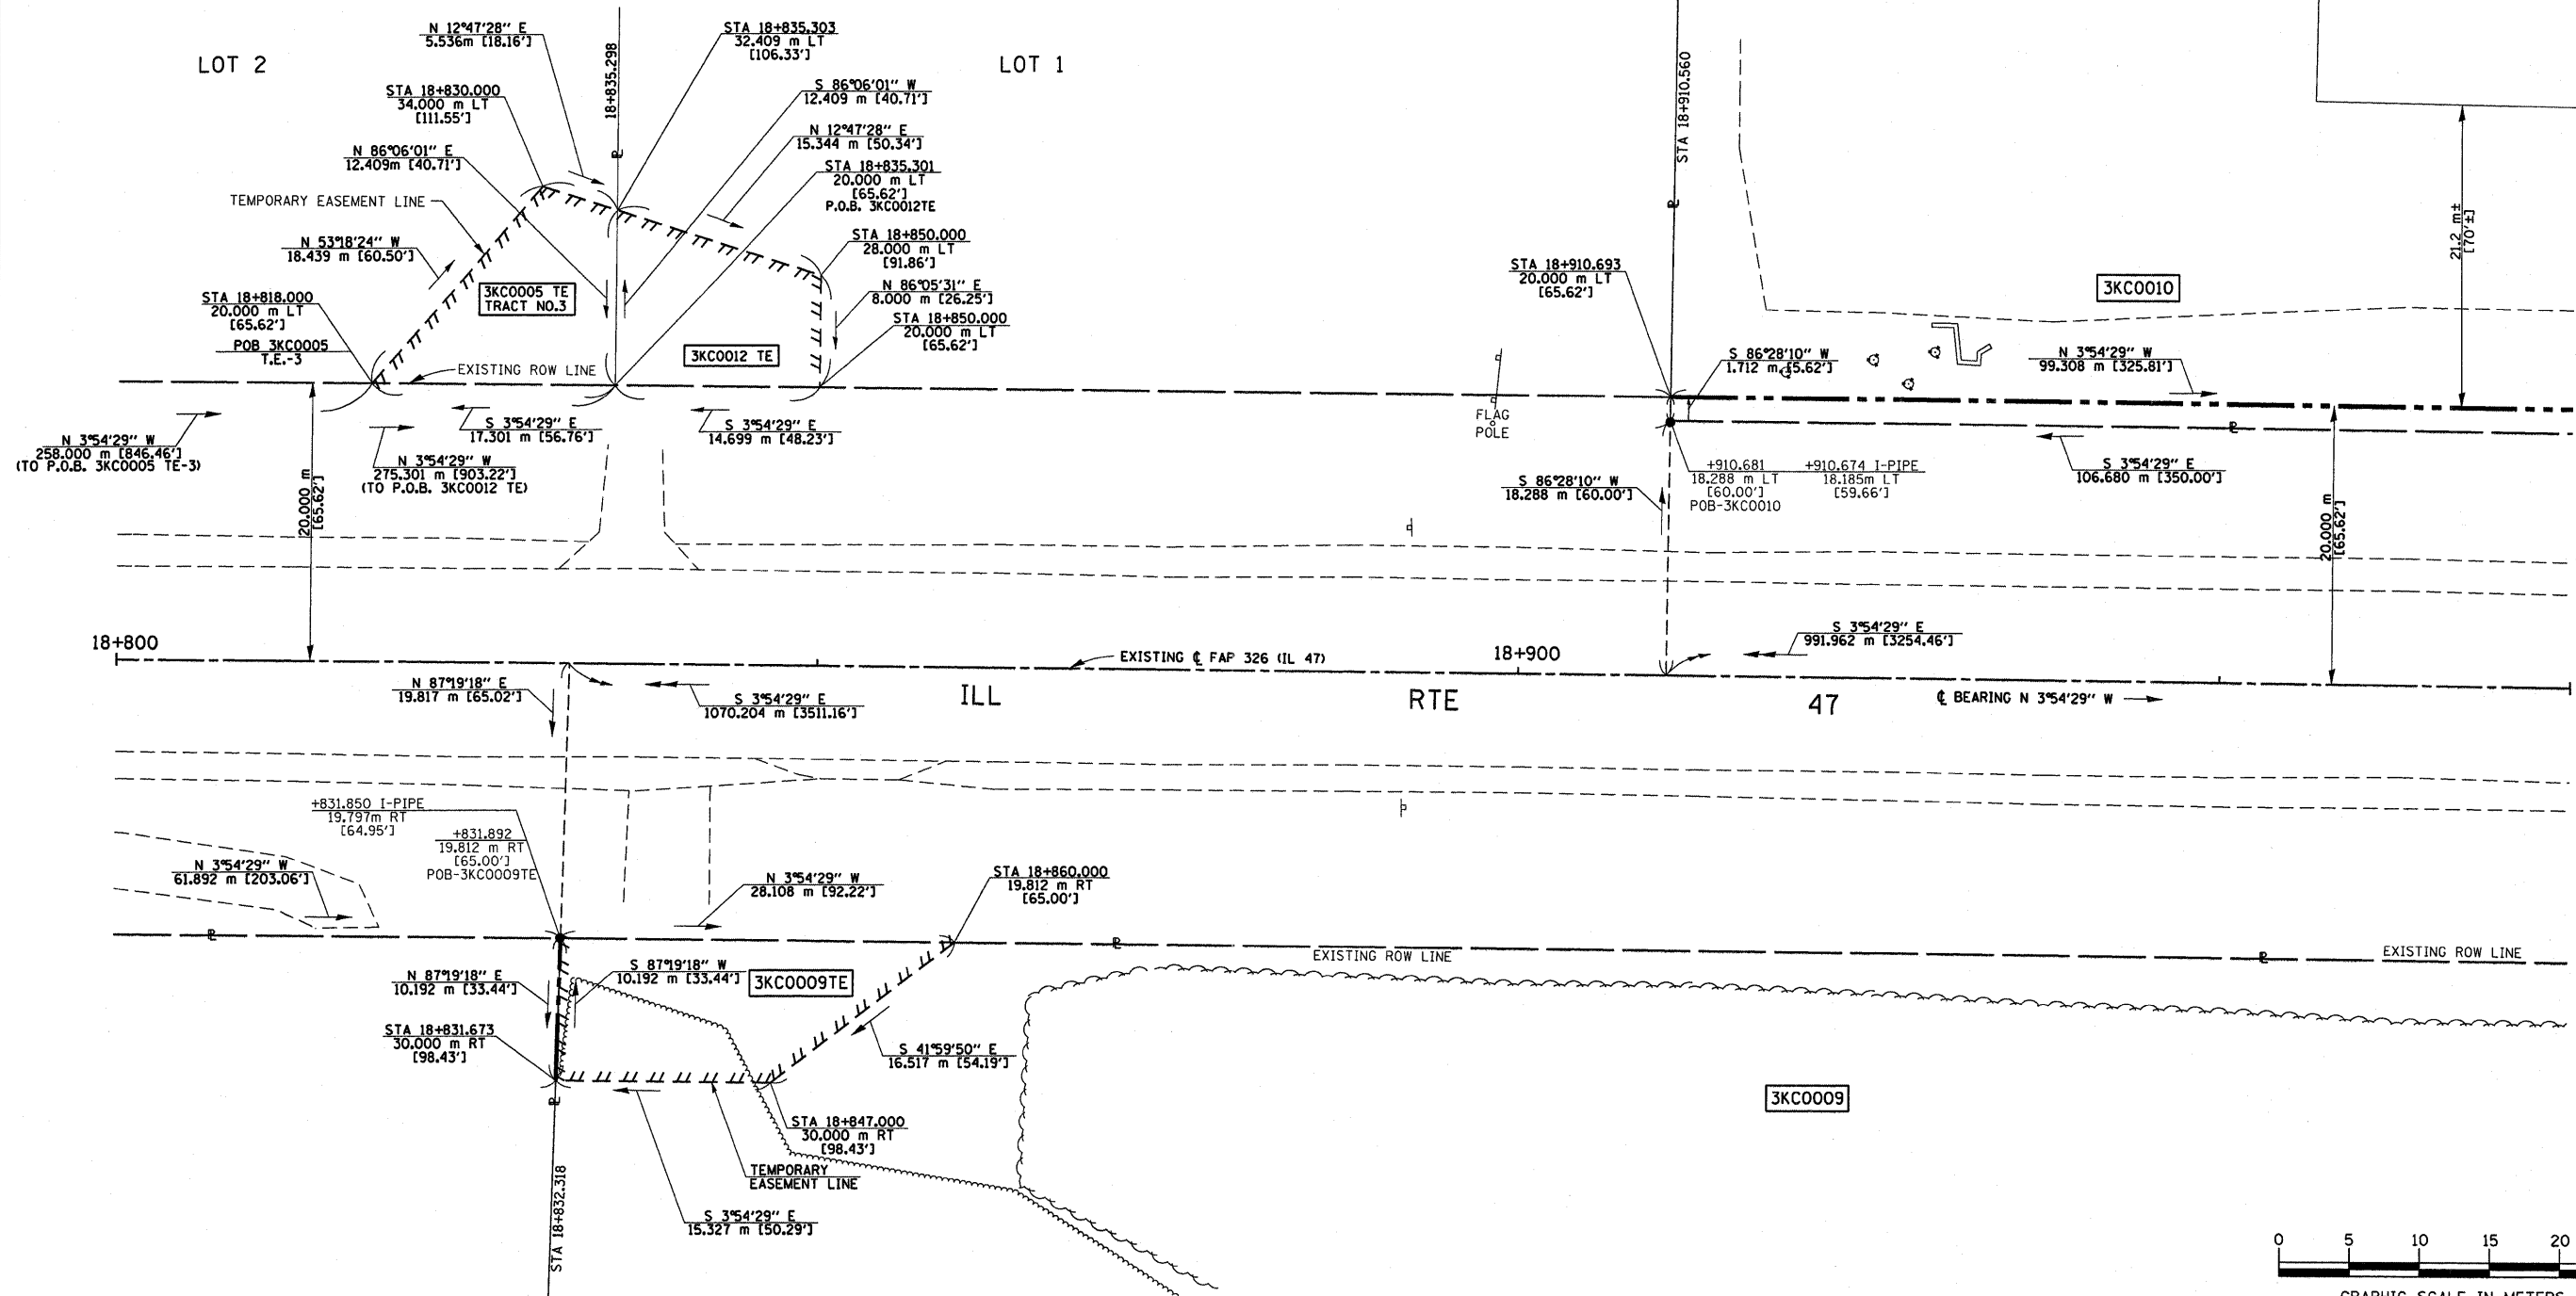 N 12°47'28'' E
5.536m [18.16']
STA 18+835.303
32.409 m LT
[106.33']
LOT 2
LOT 1
18+835.298
STA 18+910.560
STA 18+830.000
34.000 m LT
[111.55']
S 86°06'01'' W
12.409 m [40.71']
N 12°47'28'' E
15.344 m [50.34']
N 86°06'01'' E
12.409m [40.71']
STA 18+835.301
20.000 m LT
[65.62']
P.O.B. 3KC0012TE
TEMPORARY EASEMENT LINE
N 53°18'24'' W
18.439 m [60.50']
STA 18+850.000
28.000 m LT
[91.86']
21.2 m±
[70'±]
STA 18+910.693
20.000 m LT
[65.62']
3KC0010
3KC0005 TE
TRACT NO.3
N 86°05'31'' E
8.000 m [26.25']
STA 18+818.000
20.000 m LT
[65.62']
POB 3KC0005
T.E.-3
STA 18+850.000
20.000 m LT
[65.62']
3KC0012 TE
EXISTING ROW LINE
S 86°28'10'' W
1.712 m [5.62']
N 3°54'29'' W
99.308 m [325.81']
FLAG
POLE
N 3°54'29'' W
258.000 m [846.46']
(TO P.O.B. 3KC0005 TE-3)
S 3°54'29'' E
17.301 m [56.76']
S 3°54'29'' E
14.699 m [48.23']
N 3°54'29'' W
275.301 m [903.22']
(TO P.O.B. 3KC0012 TE)
20.000 m
[65.62']
S 86°28'10'' W
18.288 m [60.00']
+910.681
18.288 m LT
[60.00']
POB-3KC0010
+910.674 I-PIPE
18.185m LT
[59.66']
S 3°54'29'' E
106.680 m [350.00']
20.000 m
[65.62']
18+800
EXISTING ℄ FAP 326 (IL 47)
18+900
S 3°54'29'' E
991.962 m [3254.46']
N 87°19'18'' E
19.817 m [65.02']
S 3°54'29'' E
1070.204 m [3511.16']
ILL RTE 47
℄ BEARING N 3°54'29'' W
+831.850 I-PIPE
19.797m RT
[64.95']
+831.892
19.812 m RT
[65.00']
POB-3KC0009TE
N 3°54'29'' W
61.892 m [203.06']
N 3°54'29'' W
28.108 m [92.22']
STA 18+860.000
19.812 m RT
[65.00']
EXISTING ROW LINE
EXISTING ROW LINE
N 87°19'18'' E
10.192 m [33.44']
S 87°19'18'' W
10.192 m [33.44']
3KC0009TE
STA 18+831.673
30.000 m RT
[98.43']
S 41°59'50'' E
16.517 m [54.19']
3KC0009
STA 18+847.000
30.000 m RT
[98.43']
TEMPORARY
EASEMENT LINE
STA 18+832.318
S 3°54'29'' E
15.327 m [50.29']
0 5 10 15 20
GRAPHIC SCALE IN METERS